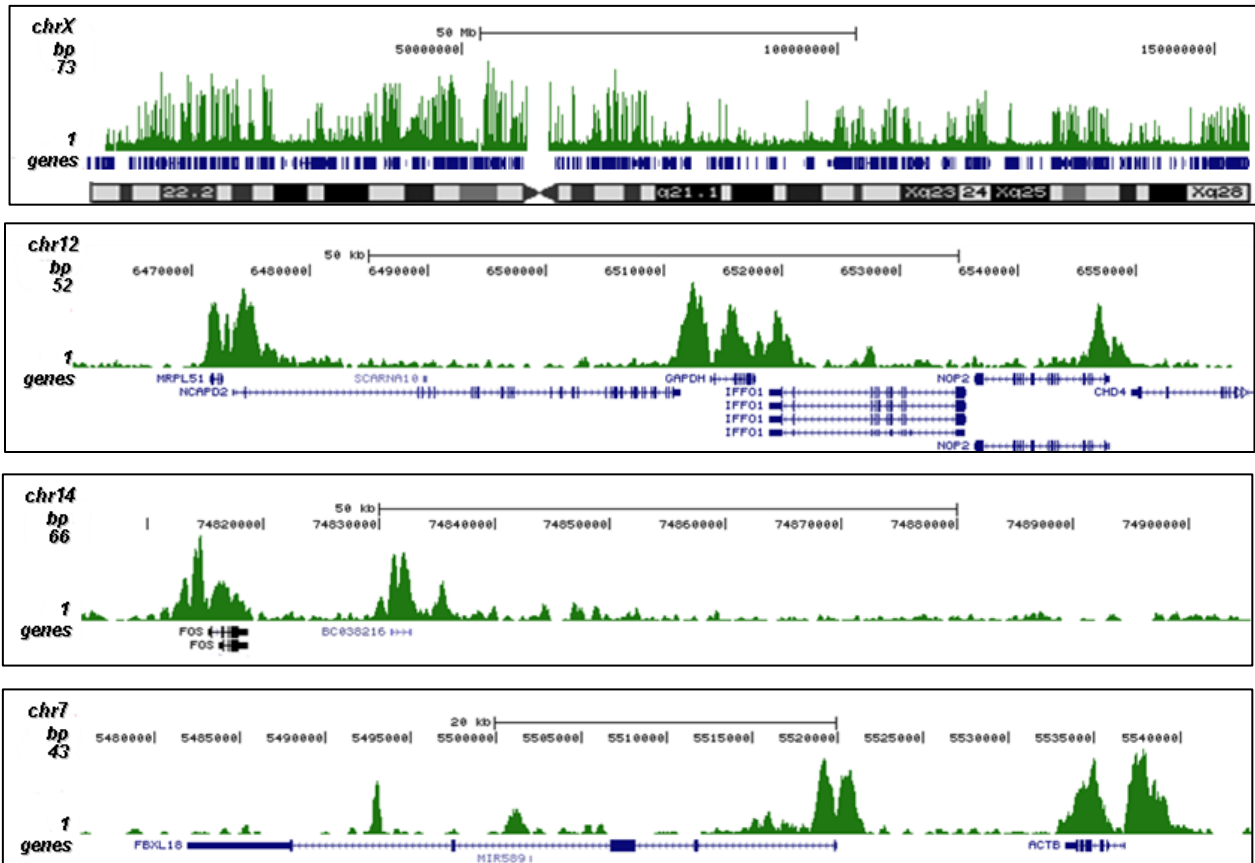 chrX
50 Mb
bp 50000000| 100000000| 150000000|
73
1
genes
22.2 q21.1 Xq23 24 Xq25 Xq28
chr12
50 kb
bp 6470000| 6480000| 6490000| 6500000| 6510000| 6520000| 6530000| 6540000| 6550000|
52
1
genes MRPL51 SCARNA10 GAPDH NOP2
NCAPD2 IFFO1 CHD4
IFFO1
IFFO1
IFFO1 NOP2
chr14
50 kb
bp | 74820000| 74830000| 74840000| 74850000| 74860000| 74870000| 74880000| 74890000| 74900000|
66
1
genes FOS BC038216
FOS
chr7
20 kb
bp 5480000| 5485000| 5490000| 5495000| 5500000| 5505000| 5510000| 5515000| 5520000| 5525000| 5530000| 5535000| 5540000|
43
1
genes FBXL18 ACTB
MIR589